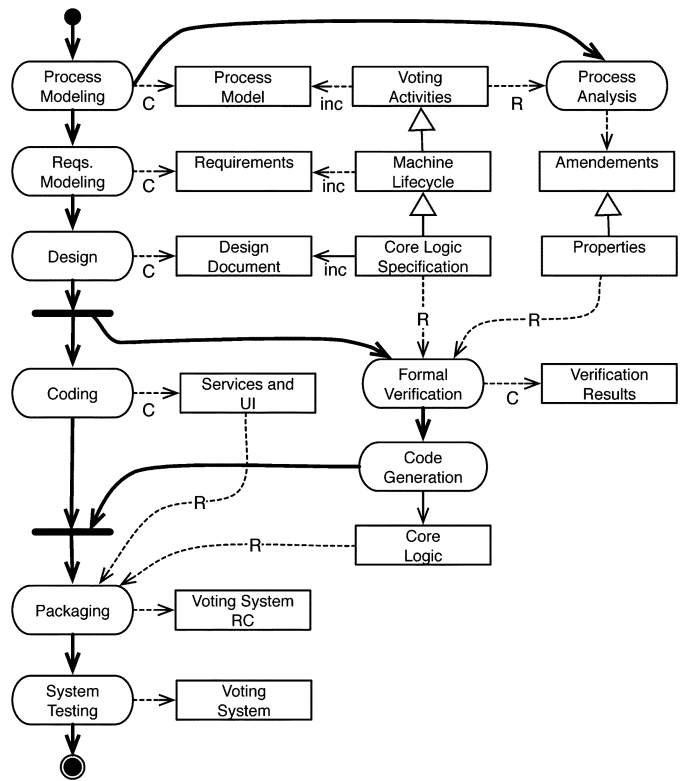 Process
Modeling
C
Process
Model
inc
Voting
Activities
R
Process
Analysis
Reqs.
Modeling
C
Requirements
inc
Machine
Lifecycle
Amendements
Design
C
Design
Document
inc
Core Logic
Specification
Properties
R
R
Coding
C
Services and
UI
Formal
Verification
C
Verification
Results
Code
Generation
R
R
Core
Logic
Packaging
Voting System
RC
System
Testing
Voting
System